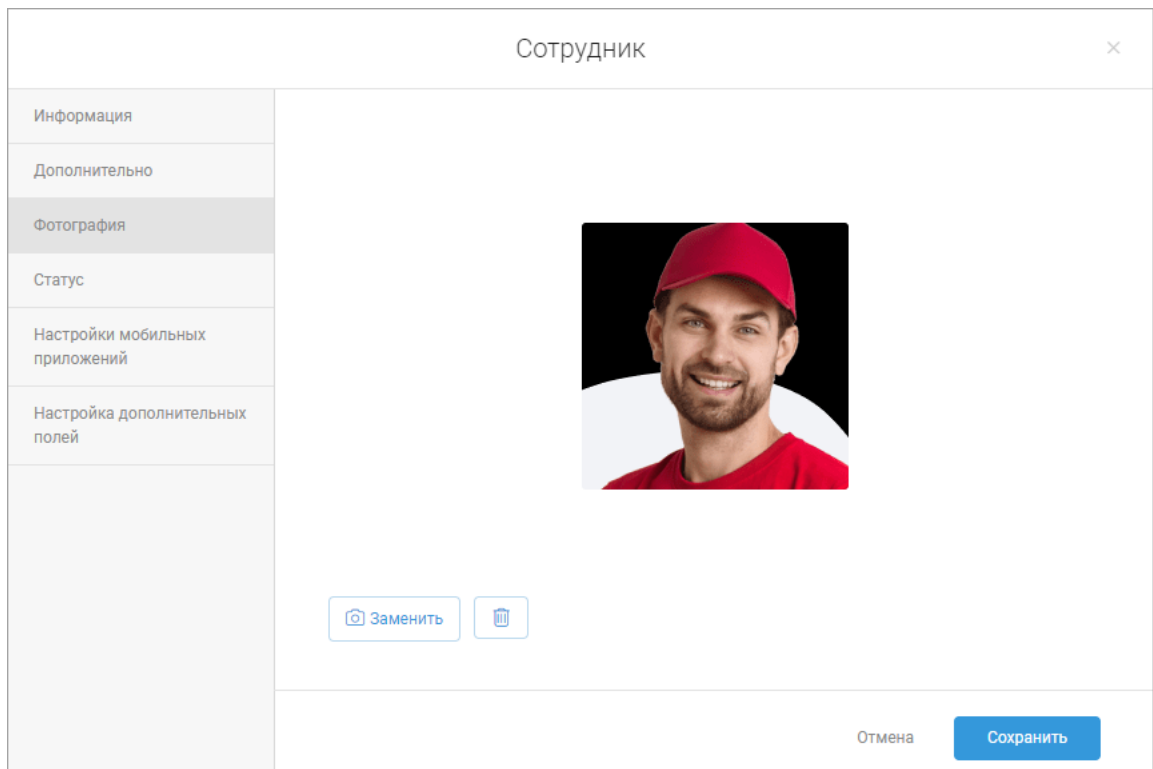 Сотрудник
Информация
Дополнительно
Фотография
Статус
Настройки мобильных
приложений
Настройка дополнительных
полей
Заменить
Отмена
Сохранить